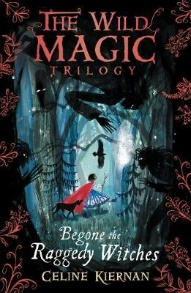 THE WILD
MAGIC
TRILOGY
Begone the
Raggedy Witches
CELINE KIERNAN